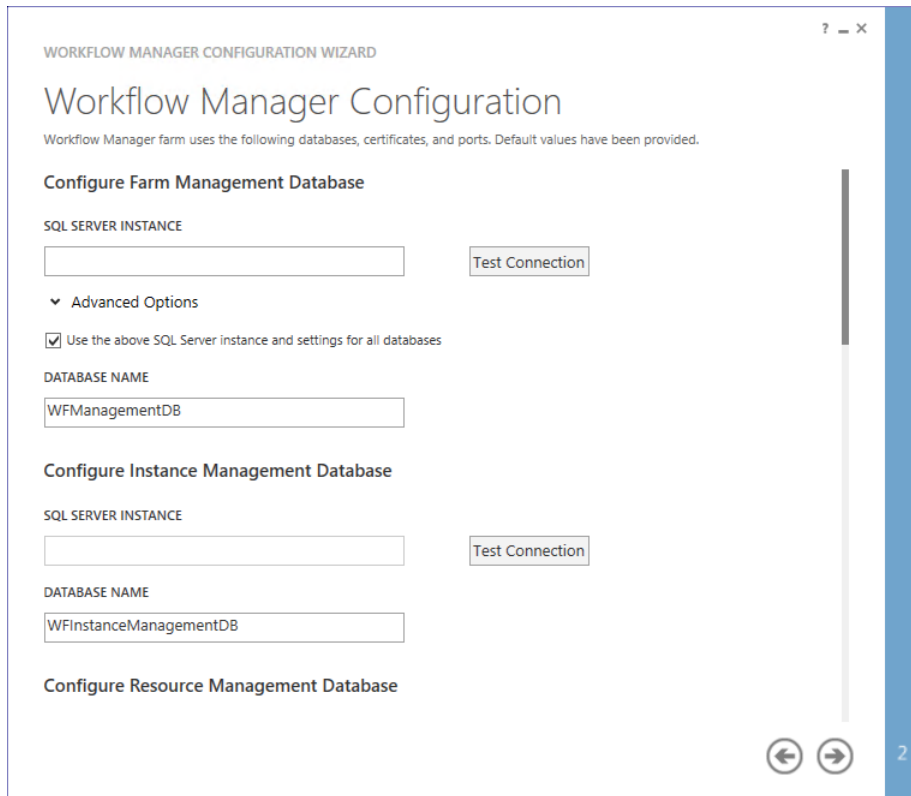 ? _ ×
WORKFLOW MANAGER CONFIGURATION WIZARD
Workflow Manager Configuration
Workflow Manager farm uses the following databases, certificates, and ports. Default values have been provided.
Configure Farm Management Database
SQL SERVER INSTANCE
Test Connection
Advanced Options
Use the above SQL Server instance and settings for all databases
DATABASE NAME
WFManagementDB
Configure Instance Management Database
SQL SERVER INSTANCE
Test Connection
DATABASE NAME
WFInstanceManagementDB
Configure Resource Management Database
2